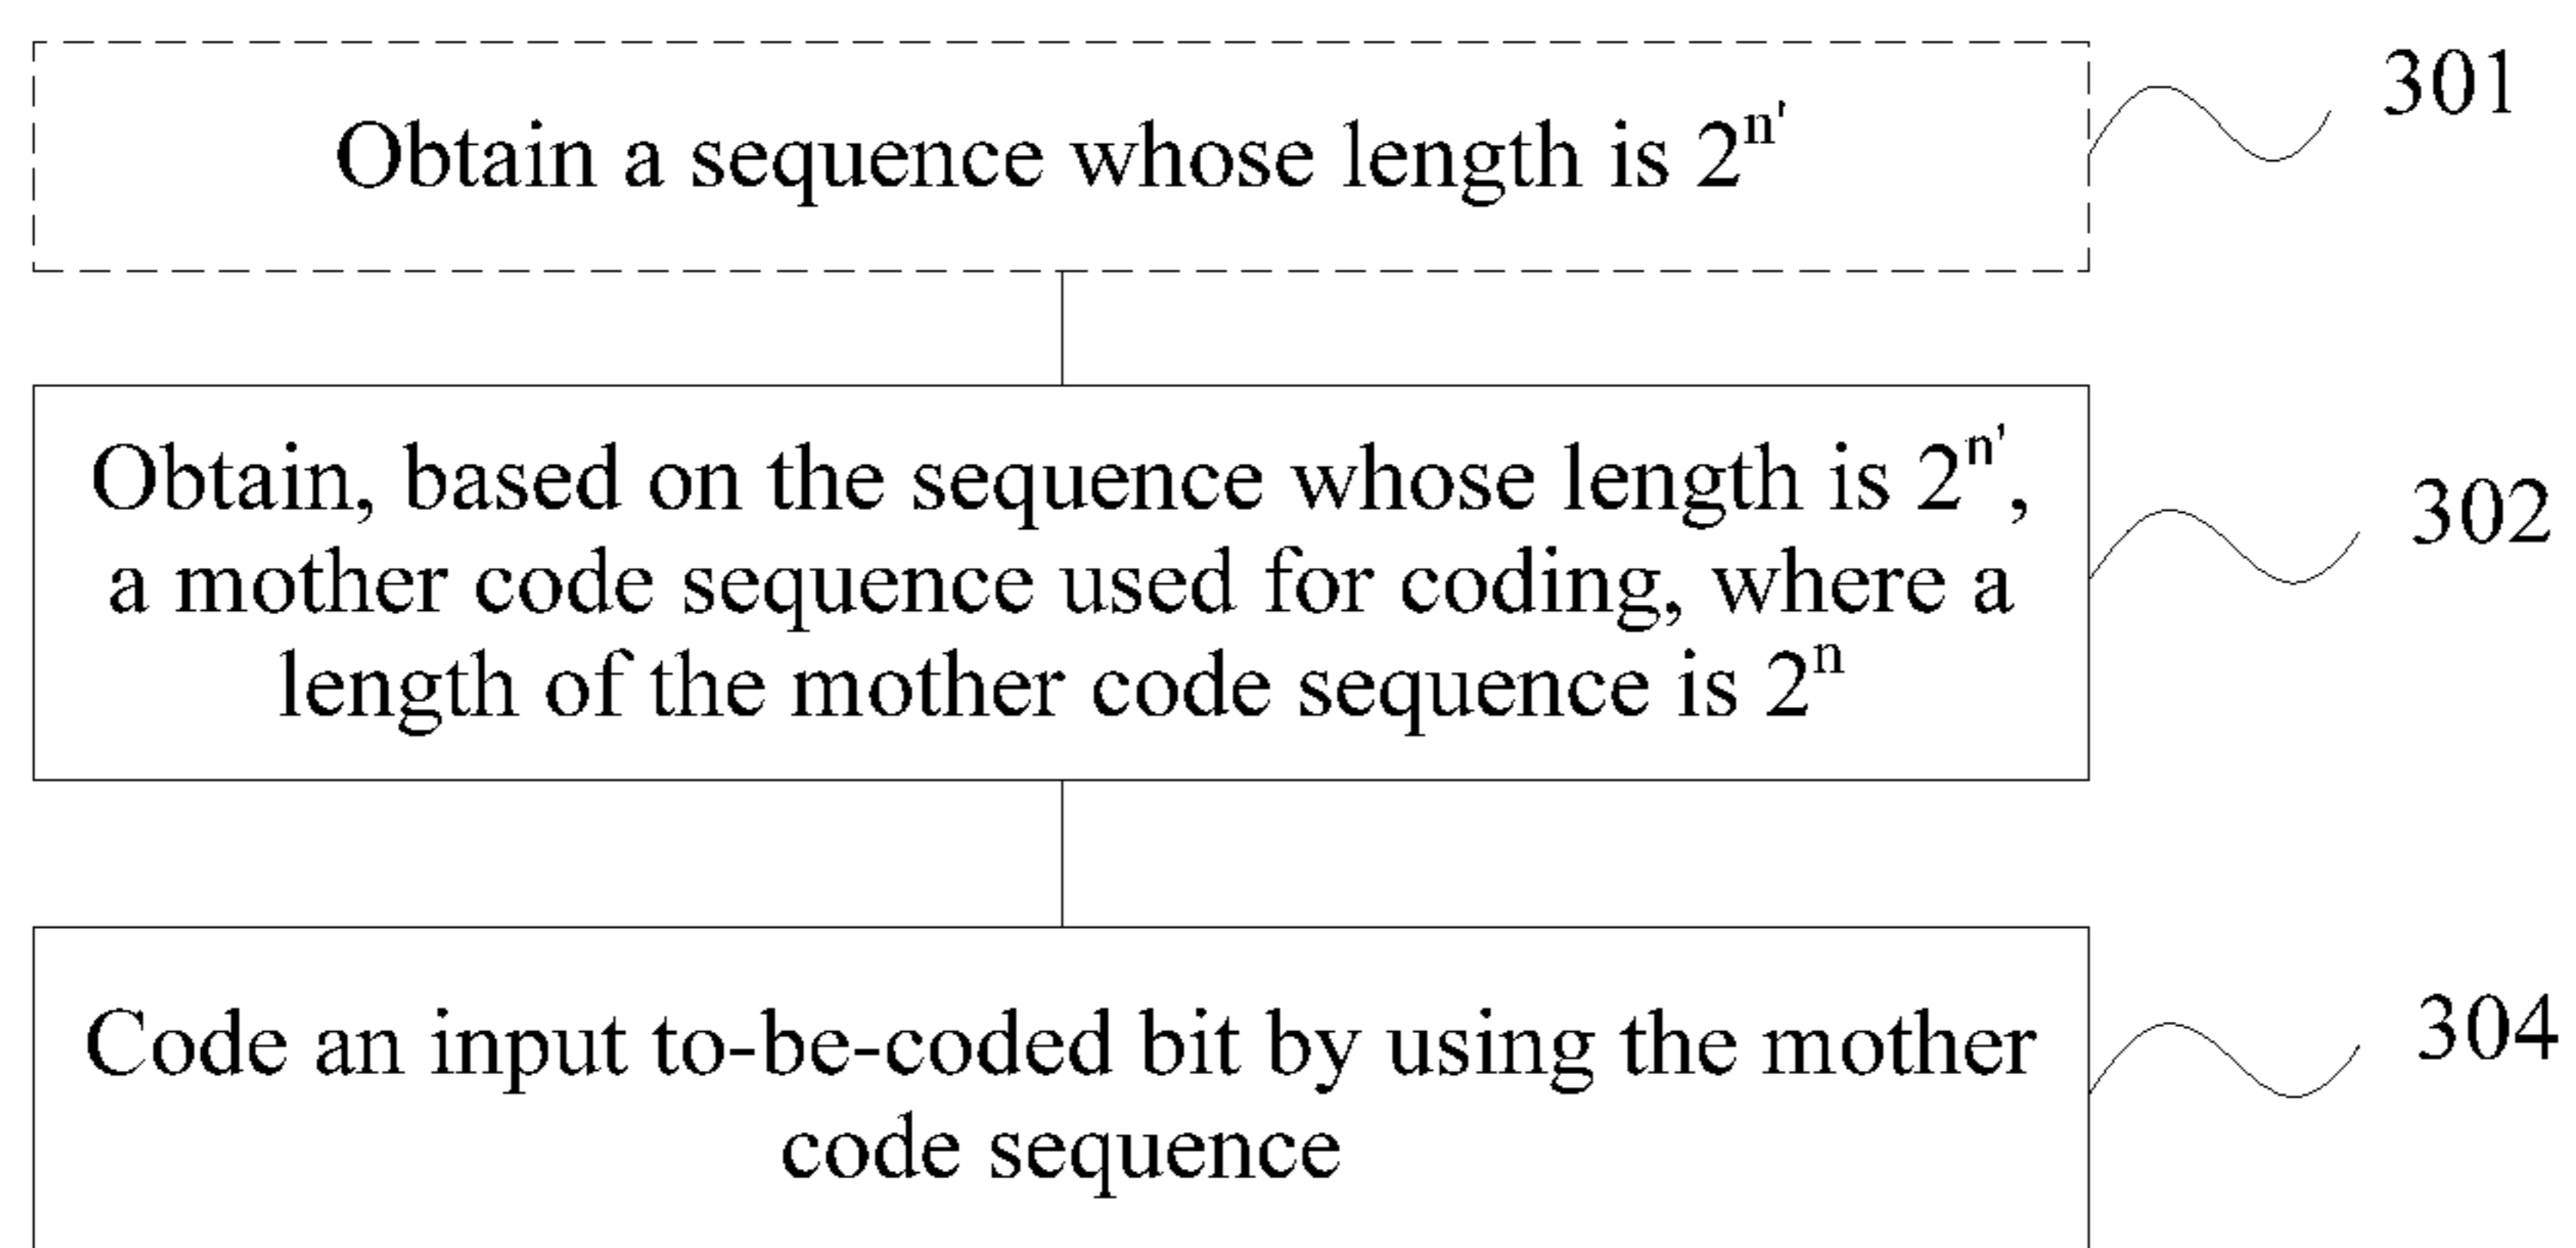 Obtain a sequence whose length is 2^n'
301
Obtain, based on the sequence whose length is 2^n',
a mother code sequence used for coding, where a
length of the mother code sequence is 2^n
302
Code an input to-be-coded bit by using the mother
code sequence
304